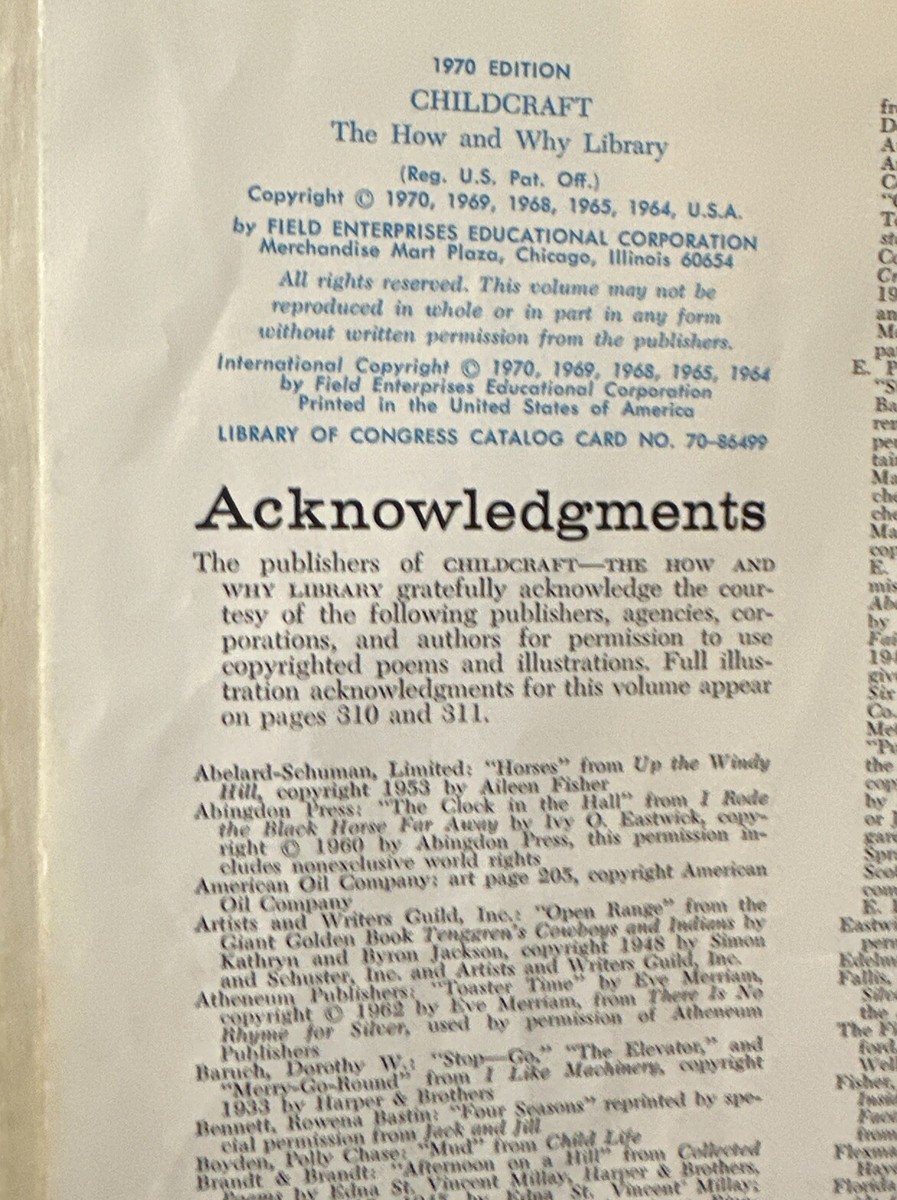 1970 EDITION
CHILDCRAFT
The How and Why Library
(Reg. U.S. Pat. Off.)
Copyright © 1970, 1969, 1968, 1965, 1964, U.S.A.
by FIELD ENTERPRISES EDUCATIONAL CORPORATION
Merchandise Mart Plaza, Chicago, Illinois 60654
All rights reserved. This volume may not be
reproduced in whole or in part in any form
without written permission from the publishers.
International Copyright © 1970, 1969, 1968, 1965, 1964
by Field Enterprises Educational Corporation
Printed in the United States of America
LIBRARY OF CONGRESS CATALOG CARD NO. 70-86499
Acknowledgments
The publishers of CHILDCRAFT—THE HOW AND
WHY LIBRARY gratefully acknowledge the cour-
tesy of the following publishers, agencies, cor-
porations, and authors for permission to use
copyrighted poems and illustrations. Full illus-
tration acknowledgments for this volume appear
on pages 310 and 311.
Abelard-Schuman, Limited: "Horses" from Up the Windy
Hill, copyright 1953 by Aileen Fisher
Abingdon Press: "The Clock in the Hall" from I Rode
the Black Horse Far Away by Ivy O. Eastwick, copy-
right © 1960 by Abingdon Press, this permission in-
cludes nonexclusive world rights
American Oil Company: art page 203, copyright American
Oil Company
Artists and Writers Guild, Inc.: "Open Range" from the
Giant Golden Book Tenggren's Cowboys and Indians by
Kathryn and Byron Jackson, copyright 1948 by Simon
and Schuster, Inc. and Artists and Writers Guild, Inc.
Atheneum Publishers: "Toaster Time" by Eve Merriam,
copyright © 1962 by Eve Merriam, from There Is No
Rhyme for Silver, used by permission of Atheneum
Publishers
Baruch, Dorothy W.: "Stop—Go," "The Elevator," and
"Merry-Go-Round" from I Like Machinery, copyright
1933 by Harper & Brothers
Bennett, Rowena Bastin: "Four Seasons" reprinted by spe-
cial permission from Jack and Jill
Boyden, Polly Chase: "Mud" from Child Life
Brandt & Brandt: "Afternoon on a Hill" from Collected
Poems by Edna St. Vincent Millay, Harper & Brothers,
by Edna St. Vincent Millay;